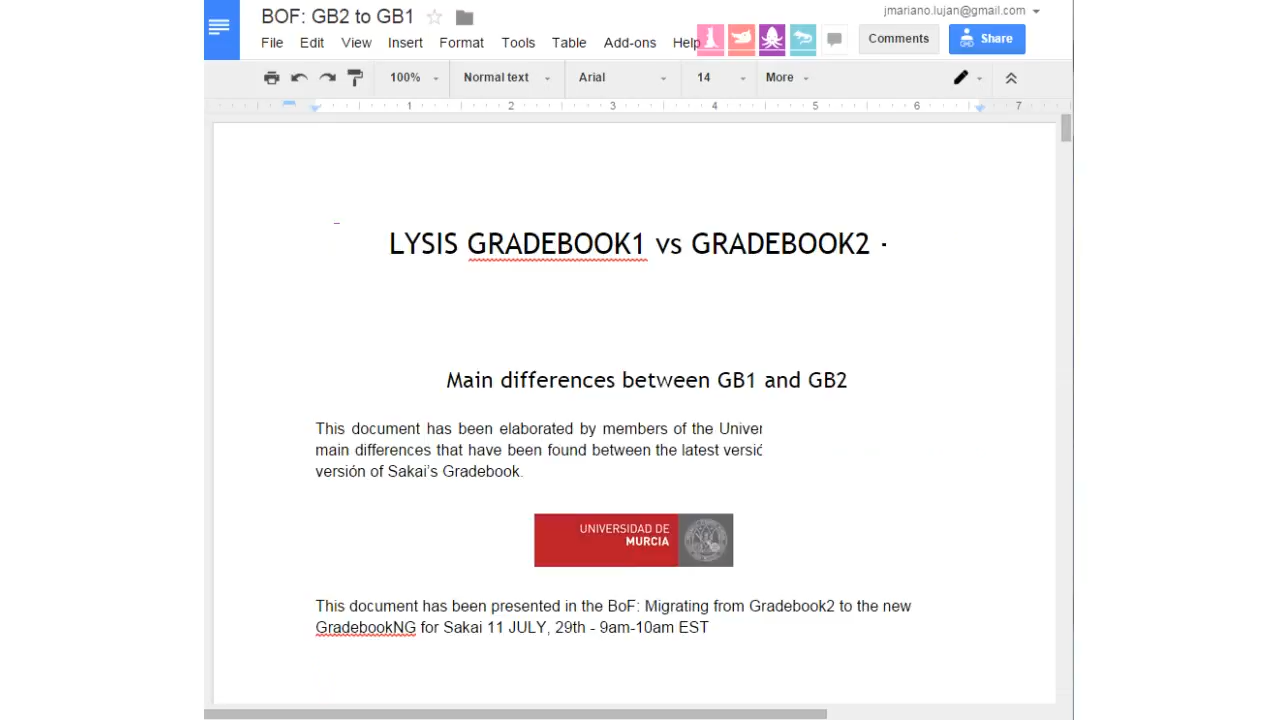 BOF: GB2 to GB1
jmariano.lujan@gmail.com
File Edit View Insert Format Tools Table Add-ons Help
Comments
Share
100% Normal text Arial 14 More
1 2 3 4 5 6 7
LYSIS GRADEBOOK1 vs GRADEBOOK2 -
Main differences between GB1 and GB2
This document has been elaborated by members of the
main differences that have been found between the latest
versión of Sakai's Gradebook.
UNIVERSIDAD DE
MURCIA
This document has been presented in the BoF: Migrating from Gradebook2 to the new
GradebookNG for Sakai 11 JULY, 29th - 9am-10am EST